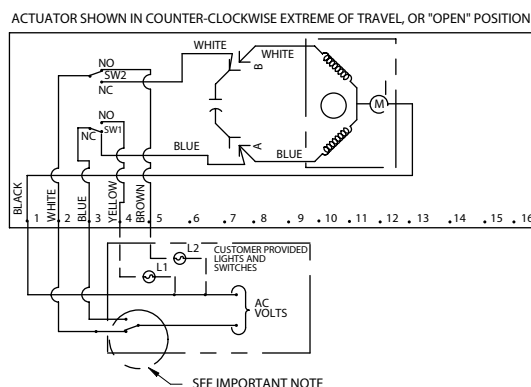 ACTUATOR SHOWN IN COUNTER-CLOCKWISE EXTREME OF TRAVEL, OR "OPEN" POSITION
WHITE
WHITE
NO
SW2
NC
B
M
NO
NC
SW1
A
BLUE
BLUE
BLACK
WHITE
BLUE
YELLOW
BROWN
1 2 3 4 5 6 7 8 9 10 11 12 13 14 15 16
L2
CUSTOMER PROVIDED
LIGHTS AND
SWITCHES
L1
AC
VOLTS
SEE IMPORTANT NOTE